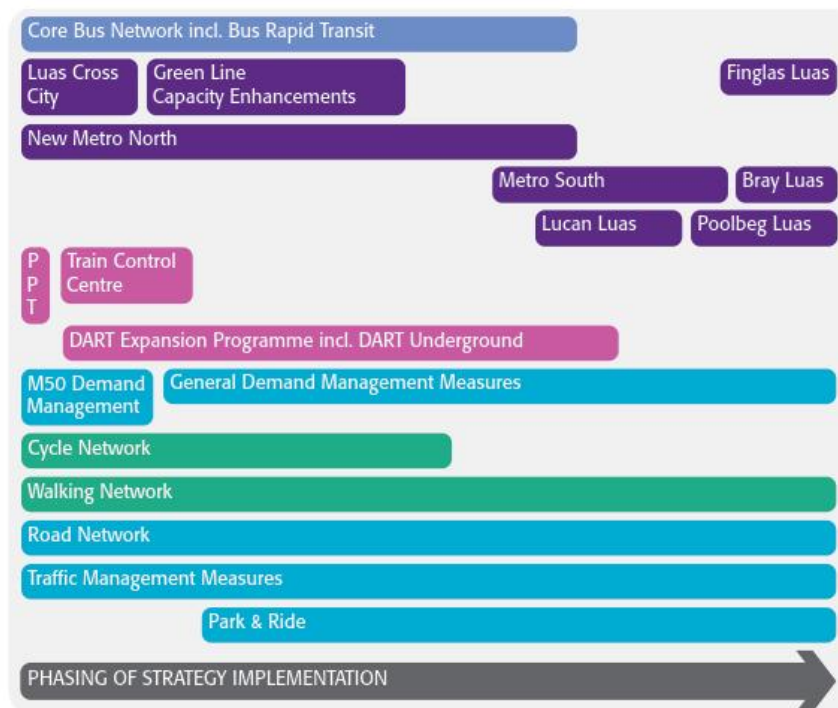 Core Bus Network incl. Bus Rapid Transit
Luas Cross
City
Green Line
Capacity Enhancements
Finglas Luas
New Metro North
Metro South
Bray Luas
Lucan Luas
Poolbeg Luas
P
P
T
Train Control
Centre
DART Expansion Programme incl. DART Underground
M50 Demand
Management
General Demand Management Measures
Cycle Network
Walking Network
Road Network
Traffic Management Measures
Park & Ride
PHASING OF STRATEGY IMPLEMENTATION